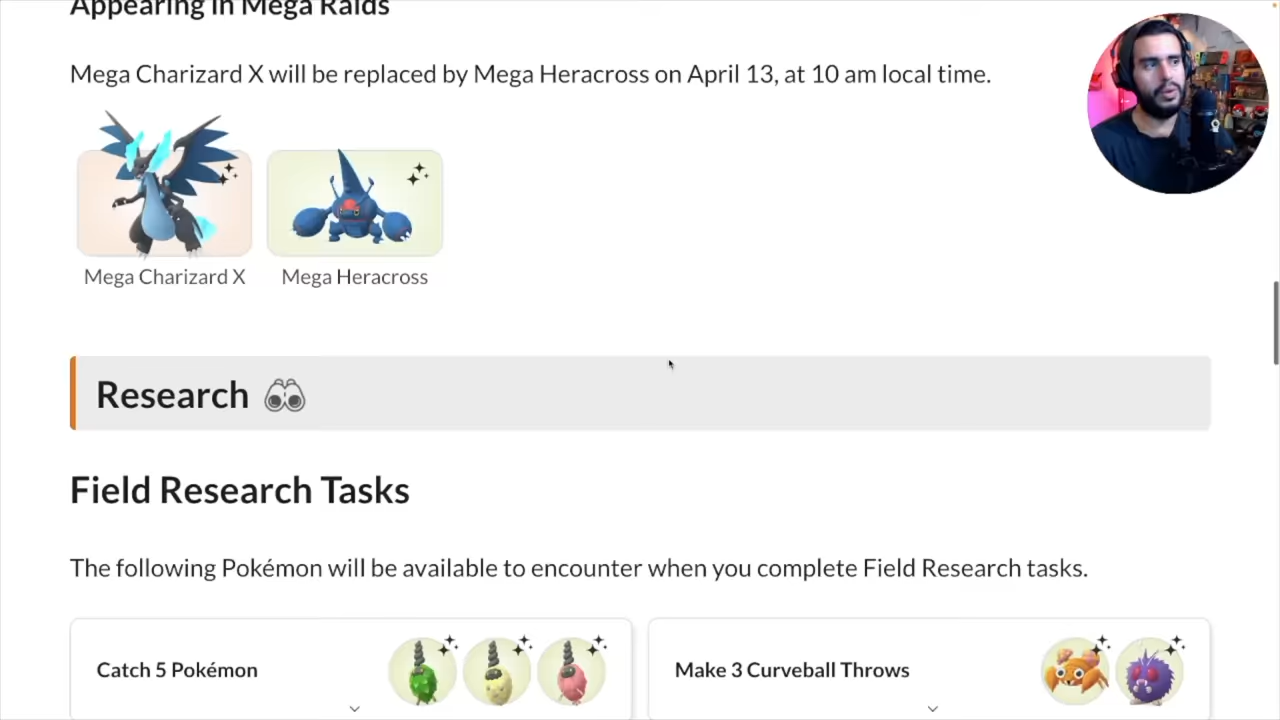 Appearing in Mega Raids
Mega Charizard X will be replaced by Mega Heracross on April 13, at 10 am local time.
Mega Charizard X
Mega Heracross
Research
Field Research Tasks
The following Pokémon will be available to encounter when you complete Field Research tasks.
Catch 5 Pokémon
Make 3 Curveball Throws